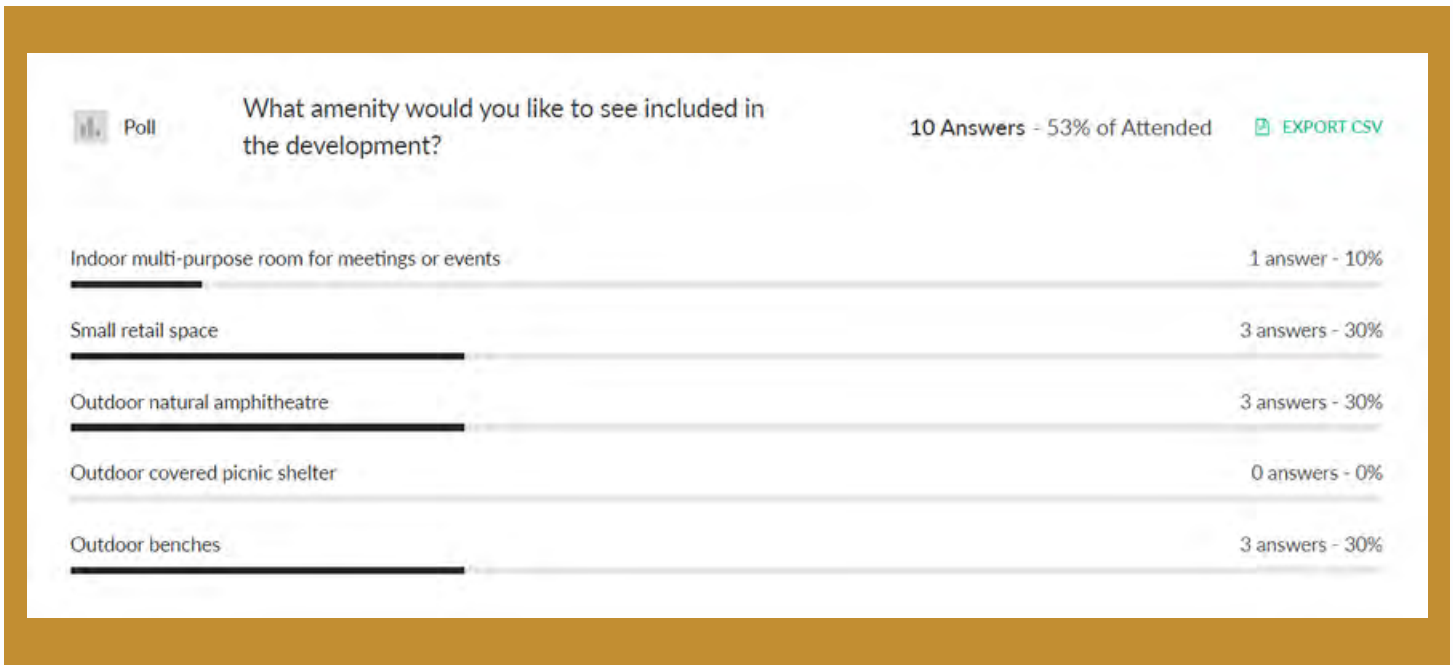 Poll
What amenity would you like to see included in
the development?
10 Answers - 53% of Attended
EXPORT CSV
Indoor multi-purpose room for meetings or events
1 answer - 10%
Small retail space
3 answers - 30%
Outdoor natural amphitheatre
3 answers - 30%
Outdoor covered picnic shelter
0 answers - 0%
Outdoor benches
3 answers - 30%